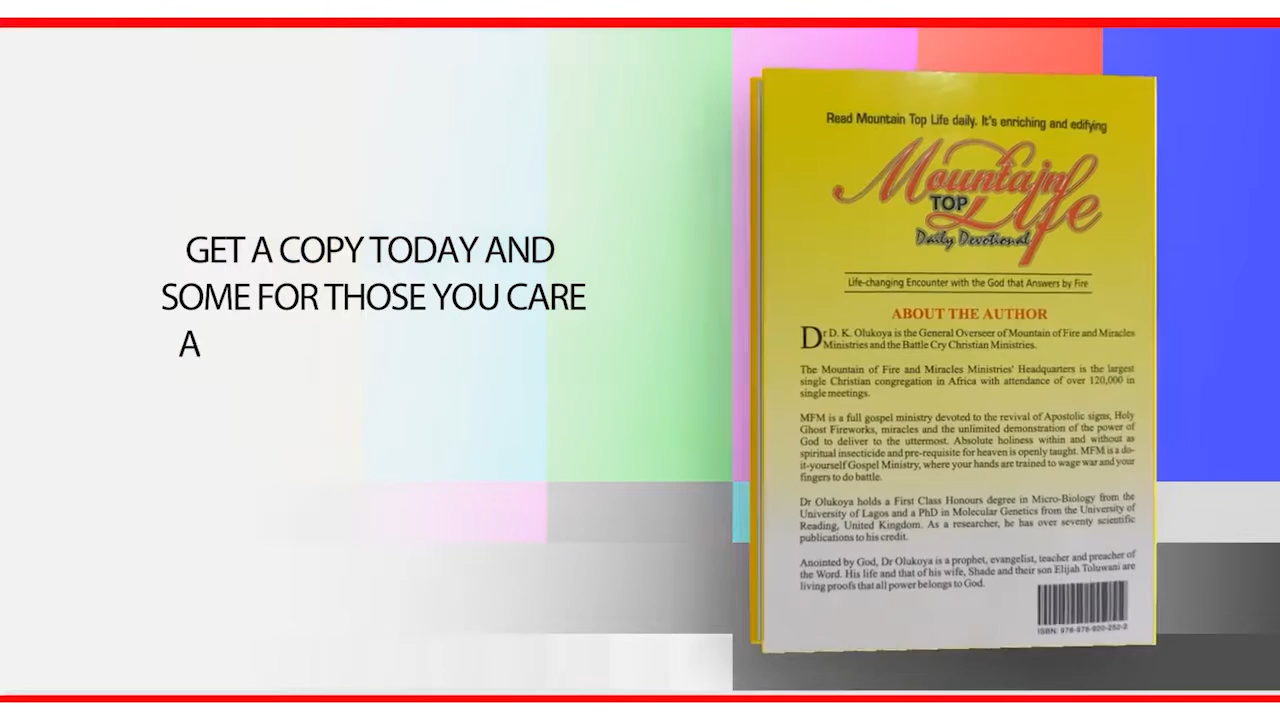 GET A COPY TODAY AND
SOME FOR THOSE YOU CARE
A
Read Mountain Top Life daily. It's enriching and edifying
Mountain
TOP Life
Daily Devotional
Life-changing Encounter with the God that Answers by Fire
ABOUT THE AUTHOR
Dr D. K. Olukoya is the General Overseer of Mountain of Fire and Miracles
Ministries and the Battle Cry Christian Ministries.
The Mountain of Fire and Miracles Ministries' Headquarters is the largest
single Christian congregation in Africa with attendance of over 120,000 in
single meetings.
MFM is a full gospel ministry devoted to the revival of Apostolic signs, Holy
Ghost Fireworks, miracles and the unlimited demonstration of the power of
God to deliver to the uttermost. Absolute holiness within and without as
spiritual insecticide and pre-requisite for heaven is openly taught. MFM is a do-
it-yourself Gospel Ministry, where your hands are trained to wage war and your
fingers to do battle.
Dr Olukoya holds a First Class Honours degree in Micro-Biology from the
University of Lagos and a PhD in Molecular Genetics from the University of
Reading, United Kingdom. As a researcher, he has over seventy scientific
publications to his credit.
Anointed by God, Dr Olukoya is a prophet, evangelist, teacher and preacher of
the Word. His life and that of his wife, Shade and their son Elijah Toluwani are
living proofs that all power belongs to God.
ISBN: 978-978-920-252-2